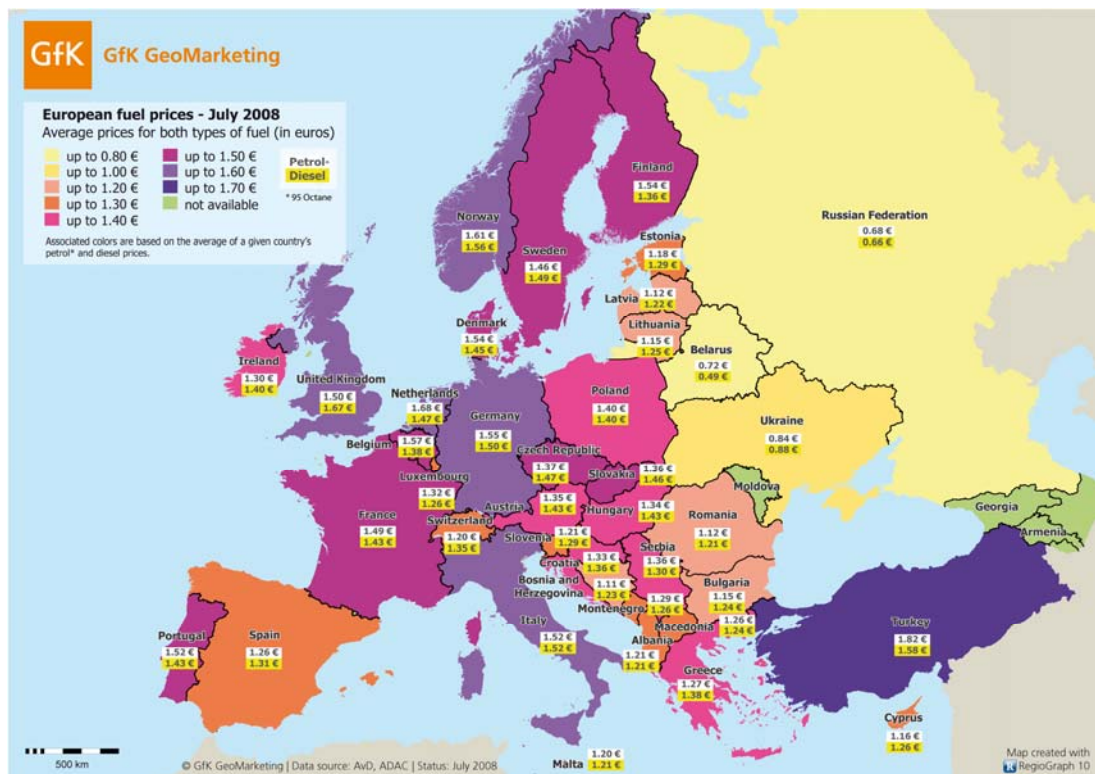 GfK
GfK GeoMarketing
European fuel prices - July 2008
Average prices for both types of fuel (in euros)
up to 0.80 €
up to 1.00 €
up to 1.20 €
up to 1.30 €
up to 1.40 €
up to 1.50 €
up to 1.60 €
up to 1.70 €
not available
Petrol-
Diesel
* 95 Octane
Associated colors are based on the average of a given country's
petrol* and diesel prices.
Norway
1.61 €
1.56 €
Sweden
1.46 €
1.49 €
Finland
1.54 €
1.36 €
Russian Federation
0.68 €
0.66 €
Estonia
1.18 €
1.29 €
Latvia
1.12 €
1.22 €
Lithuania
1.15 €
1.25 €
Denmark
1.54 €
1.45 €
Belarus
0.72 €
0.49 €
Ireland
1.30 €
1.40 €
United Kingdom
1.50 €
1.67 €
Netherlands
1.68 €
1.47 €
Germany
1.55 €
1.50 €
Poland
1.40 €
1.40 €
Ukraine
0.84 €
0.88 €
Belgium
1.57 €
1.38 €
Luxembourg
1.32 €
1.26 €
Czech Republic
1.37 €
1.47 €
Slovakia
1.36 €
1.46 €
Moldova
Austria
1.35 €
1.43 €
Hungary
1.34 €
1.43 €
Romania
1.12 €
1.21 €
Georgia
Armenia
France
1.49 €
1.43 €
Switzerland
1.20 €
1.35 €
Slovenia
1.21 €
1.29 €
Croatia
1.33 €
1.36 €
Serbia
1.36 €
1.30 €
Bosnia and
Herzegovina
1.11 €
1.23 €
Bulgaria
1.15 €
1.24 €
Montenegro
1.29 €
1.26 €
Macedonia
1.26 €
1.24 €
Italy
1.52 €
1.52 €
Albania
1.21 €
1.21 €
Turkey
1.82 €
1.58 €
Portugal
1.52 €
1.43 €
Spain
1.26 €
1.31 €
Greece
1.27 €
1.38 €
Cyprus
1.16 €
1.26 €
Malta
1.20 €
1.21 €
500 km
© GfK GeoMarketing | Data source: AvD, ADAC | Status: July 2008
Map created with
R RegioGraph 10